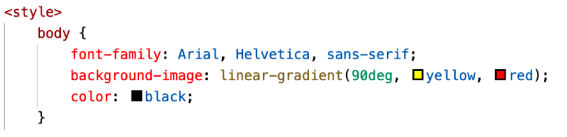 <style>
body {
font-family: Arial, Helvetica, sans-serif;
background-image: linear-gradient(90deg, yellow, red);
color: black;
}